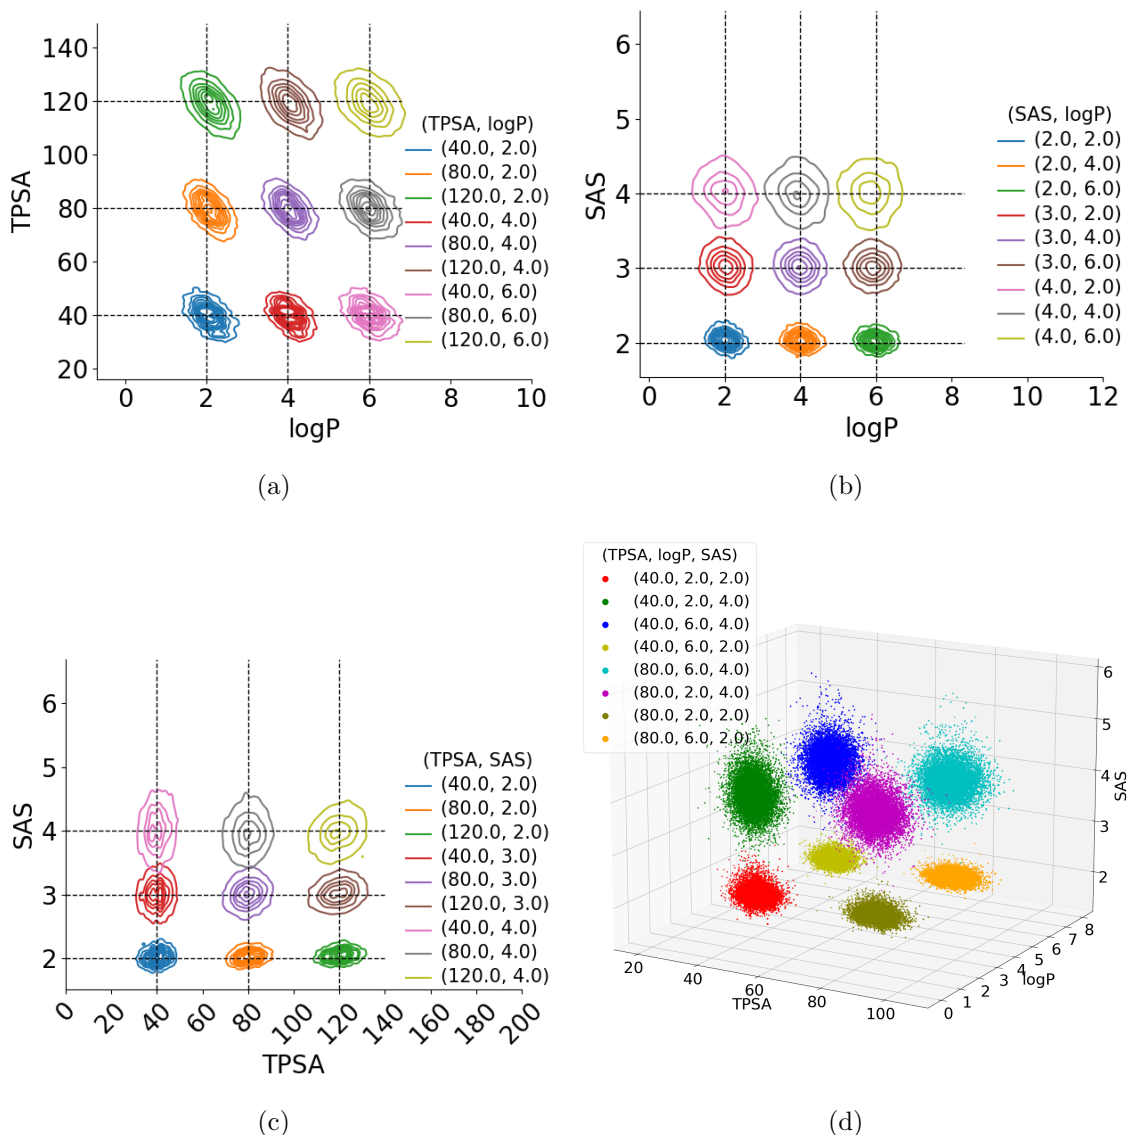 140
120
100
80
60
40
20
TPSA
0 2 4 6 8 10
logP
(TPSA, logP)
(40.0, 2.0)
(80.0, 2.0)
(120.0, 2.0)
(40.0, 4.0)
(80.0, 4.0)
(120.0, 4.0)
(40.0, 6.0)
(80.0, 6.0)
(120.0, 6.0)
(a)
6
5
4
3
2
SAS
0 2 4 6 8 10 12
logP
(SAS, logP)
(2.0, 2.0)
(2.0, 4.0)
(2.0, 6.0)
(3.0, 2.0)
(3.0, 4.0)
(3.0, 6.0)
(4.0, 2.0)
(4.0, 4.0)
(4.0, 6.0)
(b)
6
5
4
3
2
SAS
0 20 40 60 80 100 120 140 160 180 200
TPSA
(TPSA, SAS)
(40.0, 2.0)
(80.0, 2.0)
(120.0, 2.0)
(40.0, 3.0)
(80.0, 3.0)
(120.0, 3.0)
(40.0, 4.0)
(80.0, 4.0)
(120.0, 4.0)
(c)
(TPSA, logP, SAS)
(40.0, 2.0, 2.0)
(40.0, 2.0, 4.0)
(40.0, 6.0, 4.0)
(40.0, 6.0, 2.0)
(80.0, 6.0, 4.0)
(80.0, 2.0, 4.0)
(80.0, 2.0, 2.0)
(80.0, 6.0, 2.0)
6
5
4
3
2
SAS
20 40 60 80 100
TPSA
0 1 2 3 4 5 6 7 8
logP
(d)